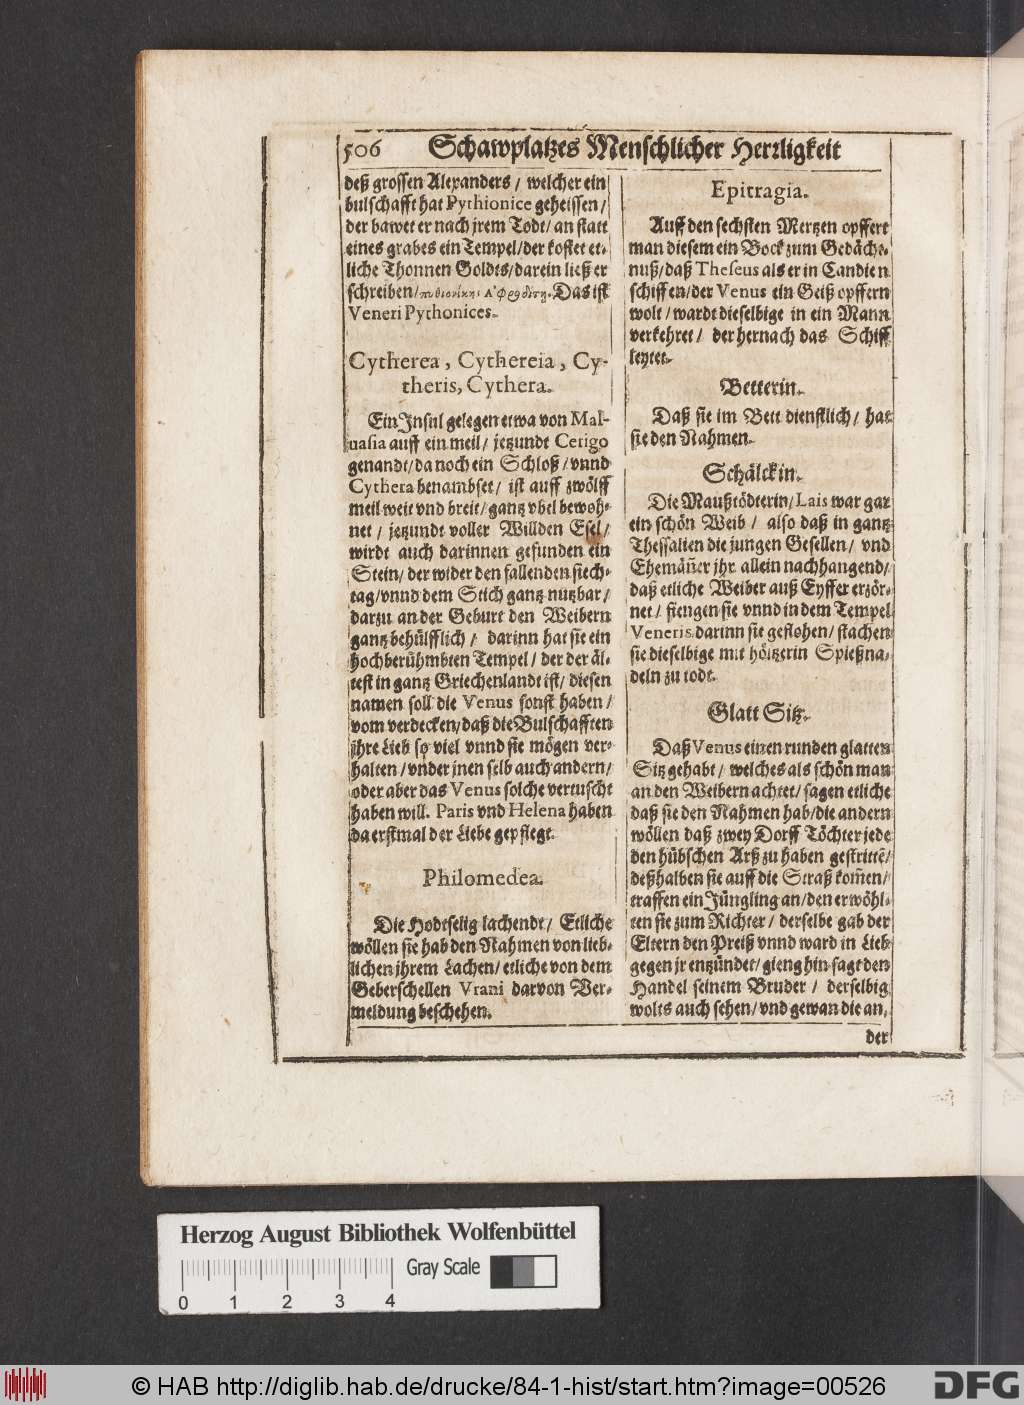 506 Schawplatzes Menschlicher Herrligkeit
deß grossen Alexanders / welcher ein
bulschafft hat Pythionice geheissen /
der bawet er nach jrem Todt / an statt
eines grabes ein Tempel / der kostet et-
liche Thonnen Goldts / darein ließ er
schreiben / Das ist
Veneri Pythonices.
Cytherea, Cythereia, Cy-
theris, Cythera.
Ein Insul gelegen etwa von Mal-
uasia auff ein meil / jetzundt Cerigo
genandt / da noch ein Schloß / vnnd
Cythera benambset / ist auff zwölff
meil weit vnd breit / gantz vbel bewoh-
net / jetzundt voller Willden Esel /
wirdt auch darinnen gefunden ein
Stein / der wider den fallenden siech-
tag / vnnd dem Stich gantz nutzbar /
darzu an der Geburt den Weibern
gantz behülfflich / darinn hat sie ein
hochberühmbten Tempel / der der äl-
test in gantz Griechenlandt ist / diesen
namen soll die Venus sonst haben /
vom verdecken / daß die Bulschafften
jhre Lieb so viel vnnd sie mögen ver-
halten / vnder jnen selb auch andern /
oder aber das Venus solche vertuscht
haben will. Paris vnd Helena haben
da erstmal der Liebe gepflegt.
Philomedea.
Die Hodtselig lachendt / Etliche
wöllen sie hab den Nahmen von lieb-
lichen jhrem Lachen / etliche von dem
Geberschellen Vrani darvon Ver-
meldung beschehen.
Epitragia.
Auff den sechsten Mertzen opffert
man diesem ein Bock zum Gedächt-
nuß / daß Theseus als er in Candien
schiffen / der Venus ein Geiß opffern
wolt / wardt dieselbige in ein Mann
verkehret / der hernach das Schiff
leytet.
Betterin.
Daß sie im Bett dienstlich / hat
sie den Nahmen.
Schälckin.
Die Maußtödterin / Lais war gar
ein schön Weib / also daß in gantz
Thessalien die jungen Gesellen / vnd
Ehemäñer jhr allein nachhangend /
daß etliche Weiber auß Eyffer erzör-
net / fiengen sie vnnd in dem Tempel
Veneris darinn sie geflohen / stachen
sie dieselbige mit höltzerin Spießna-
deln zu todt.
Glatt Sitz.
Daß Venus einen runden glatten
Sitz gehabt / welches als schön man
an den Weibern achtet / sagen etliche
daß sie den Nahmen hab / die andern
wöllen daß zwey Dorff Töchter jede
den hübschen Arß zu haben gestrittẽ /
deßhalben sie auff die Straß kom̃en /
traffen ein Jüngling an / den erwöhl-
ten sie zum Richter / derselbe gab der
Eltern den Preiß vnnd ward in Lieb
gegen jr entzündet / gieng hin sagt den
Handel seinem Bruder / derselbig
wolts auch sehen / vnd gewan die an-
der
Herzog August Bibliothek Wolfenbüttel
Gray Scale
0 1 2 3 4
© HAB http://diglib.hab.de/drucke/84-1-hist/start.htm?image=00526
DFG